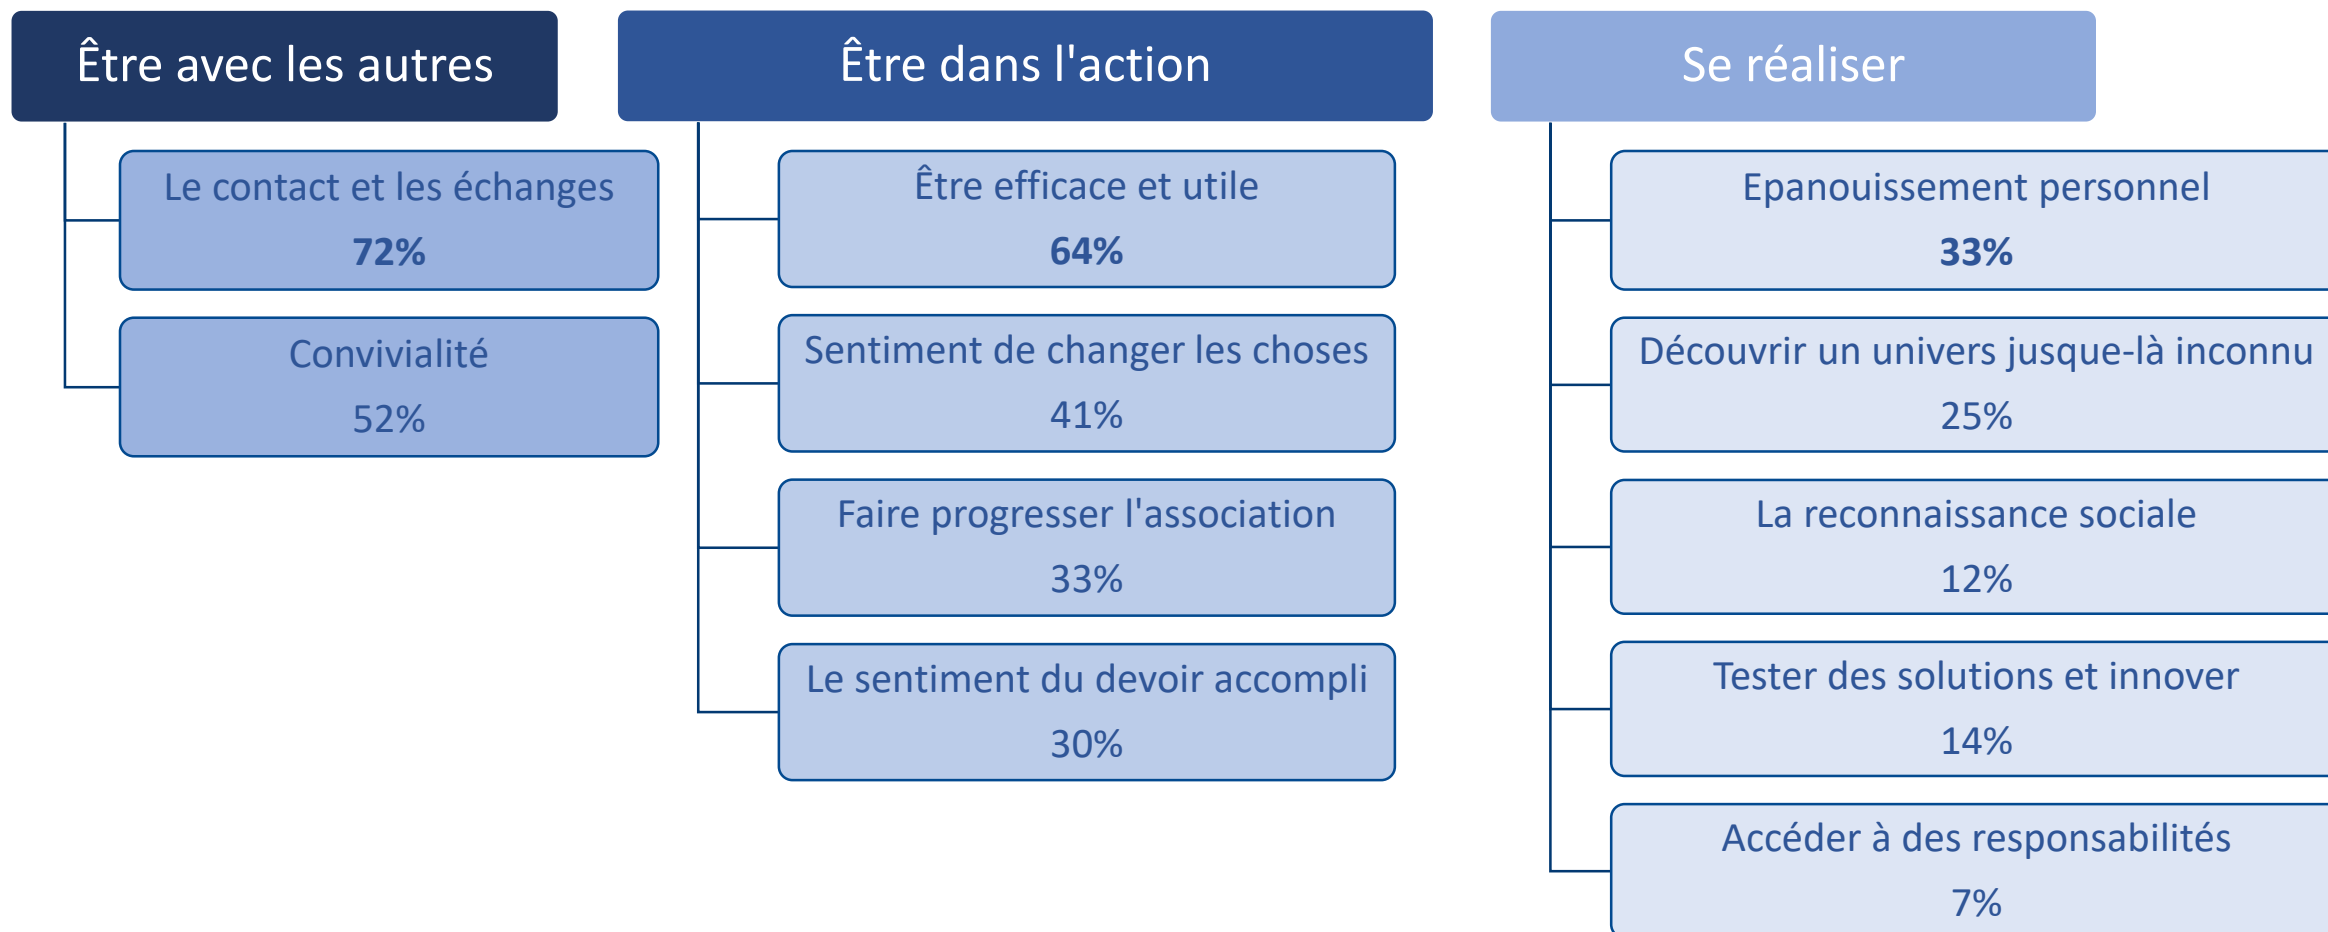 Être avec les autres
Le contact et les échanges
72%
Convivialité
52%
Être dans l'action
Être efficace et utile
64%
Sentiment de changer les choses
41%
Faire progresser l'association
33%
Le sentiment du devoir accompli
30%
Se réaliser
Epanouissement personnel
33%
Découvrir un univers jusque-là inconnu
25%
La reconnaissance sociale
12%
Tester des solutions et innover
14%
Accéder à des responsabilités
7%